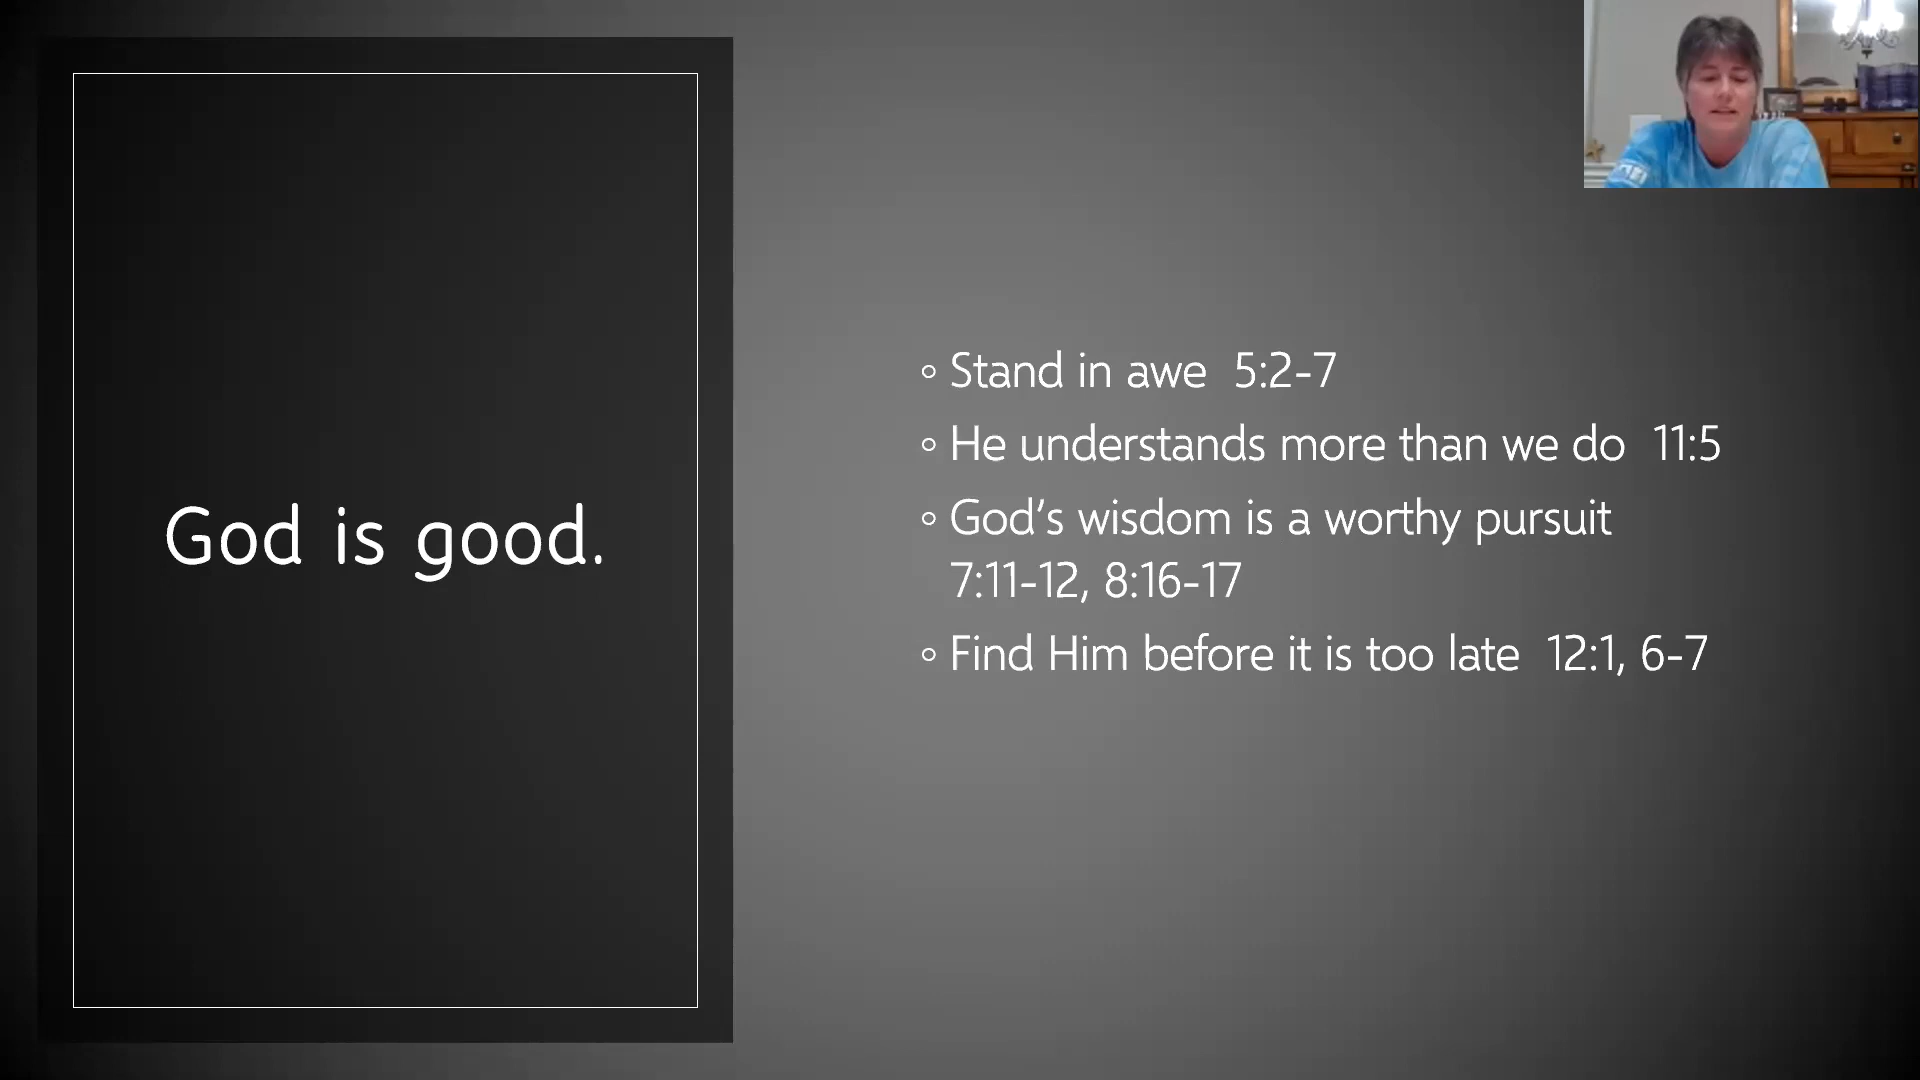 God is good.
◦ Stand in awe  5:2-7
◦ He understands more than we do  11:5
◦ God's wisdom is a worthy pursuit
7:11-12, 8:16-17
◦ Find Him before it is too late  12:1, 6-7